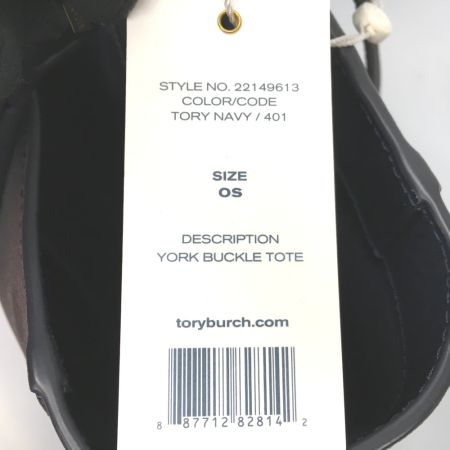 STYLE NO. 22149613
COLOR/CODE
TORY NAVY / 401
SIZE
OS
DESCRIPTION
YORK BUCKLE TOTE
toryburch.com
8 87712 82814 2